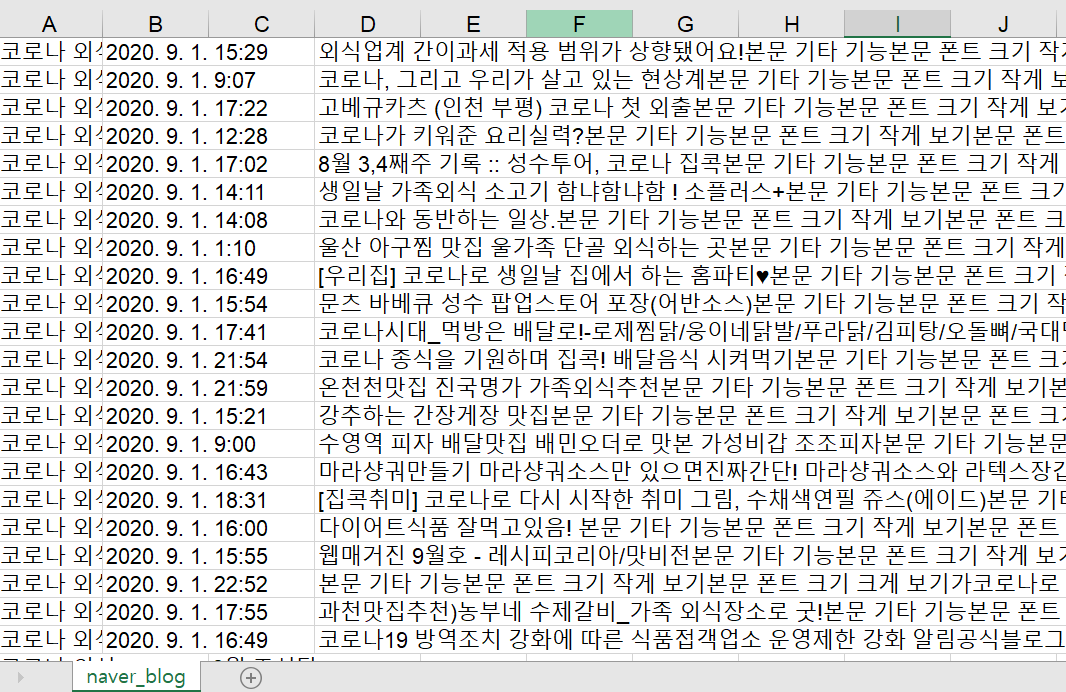 A B C D E F G H I J
코로나 외 2020. 9. 1. 15:29 외식업계 간이과세 적용 범위가 상향됐어요!본문 기타 기능본문 폰트 크기 작
코로나 외 2020. 9. 1. 9:07 코로나, 그리고 우리가 살고 있는 현상계본문 기타 기능본문 폰트 크기 작게 보
코로나 외 2020. 9. 1. 17:22 고베규카츠 (인천 부평) 코로나 첫 외출본문 기타 기능본문 폰트 크기 작게 보기
코로나 외 2020. 9. 1. 12:28 코로나가 키워준 요리실력?본문 기타 기능본문 폰트 크기 작게 보기본문 폰트
코로나 외 2020. 9. 1. 17:02 8월 3,4째주 기록 :: 성수투어, 코로나 집콕본문 기타 기능본문 폰트 크기 작게
코로나 외 2020. 9. 1. 14:11 생일날 가족외식 소고기 함냐함냐함 ! 소플러스+본문 기타 기능본문 폰트 크기
코로나 외 2020. 9. 1. 14:08 코로나와 동반하는 일상.본문 기타 기능본문 폰트 크기 작게 보기본문 폰트 크
코로나 외 2020. 9. 1. 1:10 울산 아구찜 맛집 울가족 단골 외식하는 곳본문 기타 기능본문 폰트 크기 작게
코로나 외 2020. 9. 1. 16:49 [우리집] 코로나로 생일날 집에서 하는 홈파티♥본문 기타 기능본문 폰트 크기
코로나 외 2020. 9. 1. 15:54 문츠 바베큐 성수 팝업스토어 포장(어반소스)본문 기타 기능본문 폰트 크기 작
코로나 외 2020. 9. 1. 17:41 코로나시대_먹방은 배달로!-로제찜닭/웅이네닭발/푸라닭/김피탕/오돌뼈/국대
코로나 외 2020. 9. 1. 21:54 코로나 종식을 기원하며 집콕! 배달음식 시켜먹기본문 기타 기능본문 폰트 크
코로나 외 2020. 9. 1. 21:59 온천천맛집 진국명가 가족외식추천본문 기타 기능본문 폰트 크기 작게 보기본
코로나 외 2020. 9. 1. 15:21 강추하는 간장게장 맛집본문 기타 기능본문 폰트 크기 작게 보기본문 폰트 크
코로나 외 2020. 9. 1. 9:00 수영역 피자 배달맛집 배민오더로 맛본 가성비갑 조조피자본문 기타 기능본문
코로나 외 2020. 9. 1. 16:43 마라샹궈만들기 마라샹궈소스만 있으면진짜간단! 마라샹궈소스와 라텍스장갑
코로나 외 2020. 9. 1. 18:31 [집콕취미] 코로나로 다시 시작한 취미 그림, 수채색연필 쥬스(에이드)본문 기타
코로나 외 2020. 9. 1. 16:00 다이어트식품 잘먹고있음! 본문 기타 기능본문 폰트 크기 작게 보기본문 폰트
코로나 외 2020. 9. 1. 15:55 웹매거진 9월호 - 레시피코리아/맛비전본문 기타 기능본문 폰트 크기 작게 보기
코로나 외 2020. 9. 1. 22:52 본문 기타 기능본문 폰트 크기 작게 보기본문 폰트 크기 크게 보기가코로나로
코로나 외 2020. 9. 1. 17:55 과천맛집추천)농부네 수제갈비_가족 외식장소로 굿!본문 기타 기능본문 폰트
코로나 외 2020. 9. 1. 16:49 코로나19 방역조치 강화에 따른 식품접객업소 운영제한 강화 알림공식블로그
naver_blog